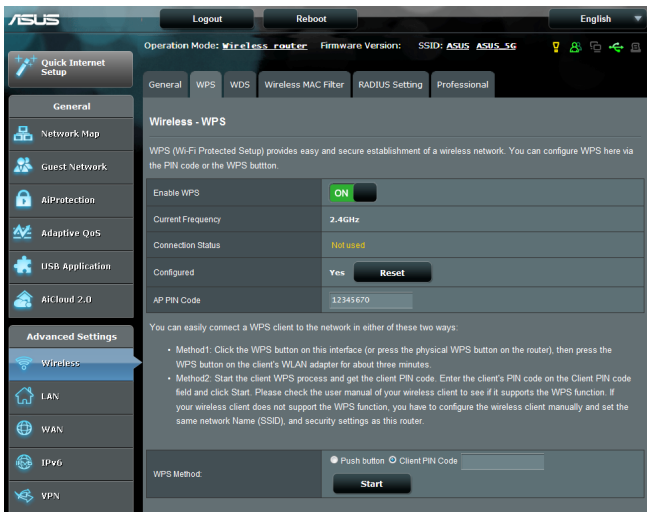 ASUS
Logout
Reboot
English
Operation Mode: Wireless router Firmware Version: SSID: ASUS ASUS_5G
Quick Internet
Setup
General
Network Map
Guest Network
AiProtection
Adaptive QoS
USB Application
AiCloud 2.0
Advanced Settings
Wireless
LAN
WAN
IPv6
VPN
General WPS WDS Wireless MAC Filter RADIUS Setting Professional
Wireless - WPS
WPS (Wi-Fi Protected Setup) provides easy and secure establishment of a wireless network. You can configure WPS here via
the PIN code or the WPS buttton.
Enable WPS ON
Current Frequency 2.4GHz
Connection Status Not used
Configured Yes Reset
AP PIN Code 12345670
You can easily connect a WPS client to the network in either of these two ways:
• Method1: Click the WPS button on this interface (or press the physical WPS button on the router), then press the
WPS button on the client's WLAN adapter for about three minutes.
• Method2: Start the client WPS process and get the client PIN code. Enter the client's PIN code on the Client PIN code
field and click Start. Please check the user manual of your wireless client to see if it supports the WPS function. If
your wireless client does not support the WPS function, you have to configure the wireless client manually and set the
same network Name (SSID), and security settings as this router.
WPS Method: Push button Client PIN Code
Start